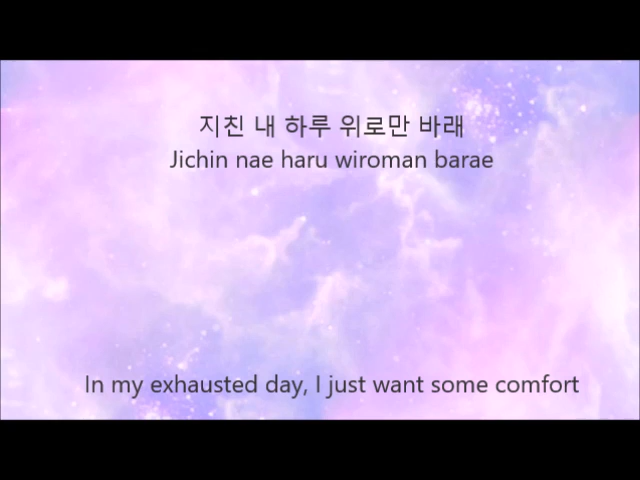 지친 내 하루 위로만 바래
Jichin nae haru wiroman barae
In my exhausted day, I just want some comfort